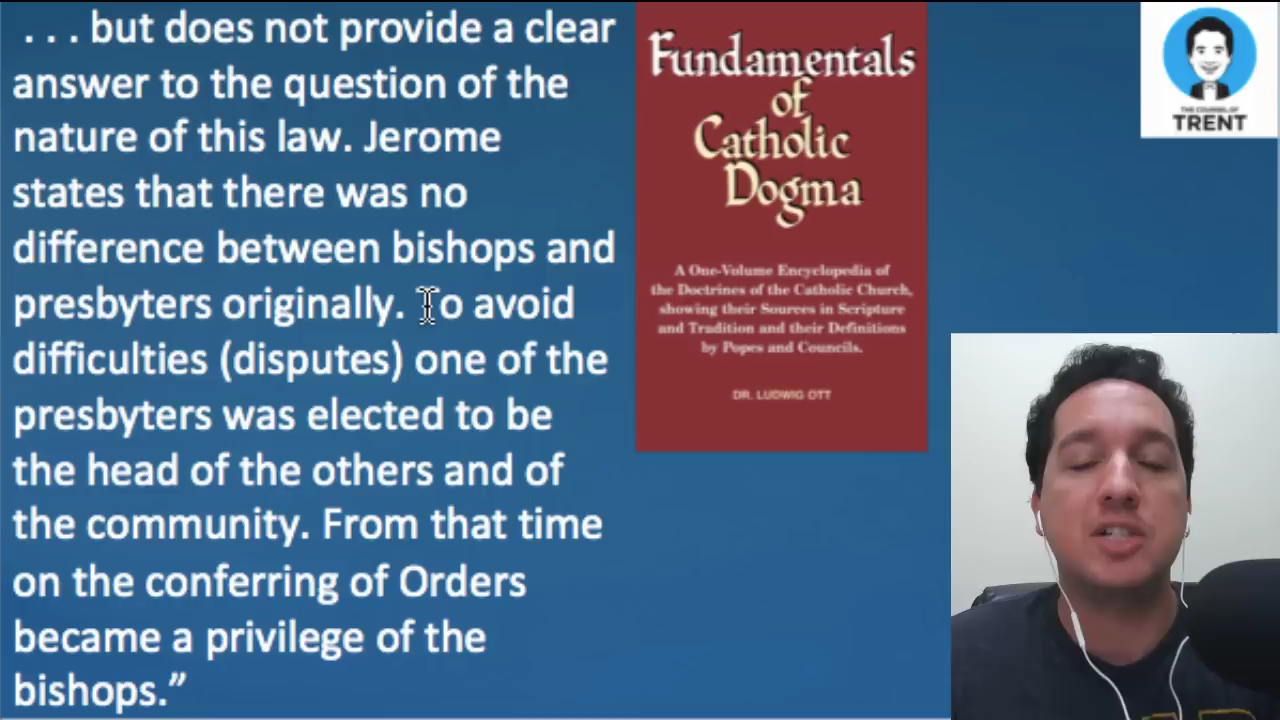 . . . but does not provide a clear
answer to the question of the
nature of this law. Jerome
states that there was no
difference between bishops and
presbyters originally. To avoid
difficulties (disputes) one of the
presbyters was elected to be
the head of the others and of
the community. From that time
on the conferring of Orders
became a privilege of the
bishops.”
Fundamentals
of
Catholic
Dogma
A One-Volume Encyclopedia of
the Doctrines of the Catholic Church,
showing their Sources in Scripture
and Tradition and their Definitions
by Popes and Councils.
DR. LUDWIG OTT
THE COUNSEL OF
TRENT